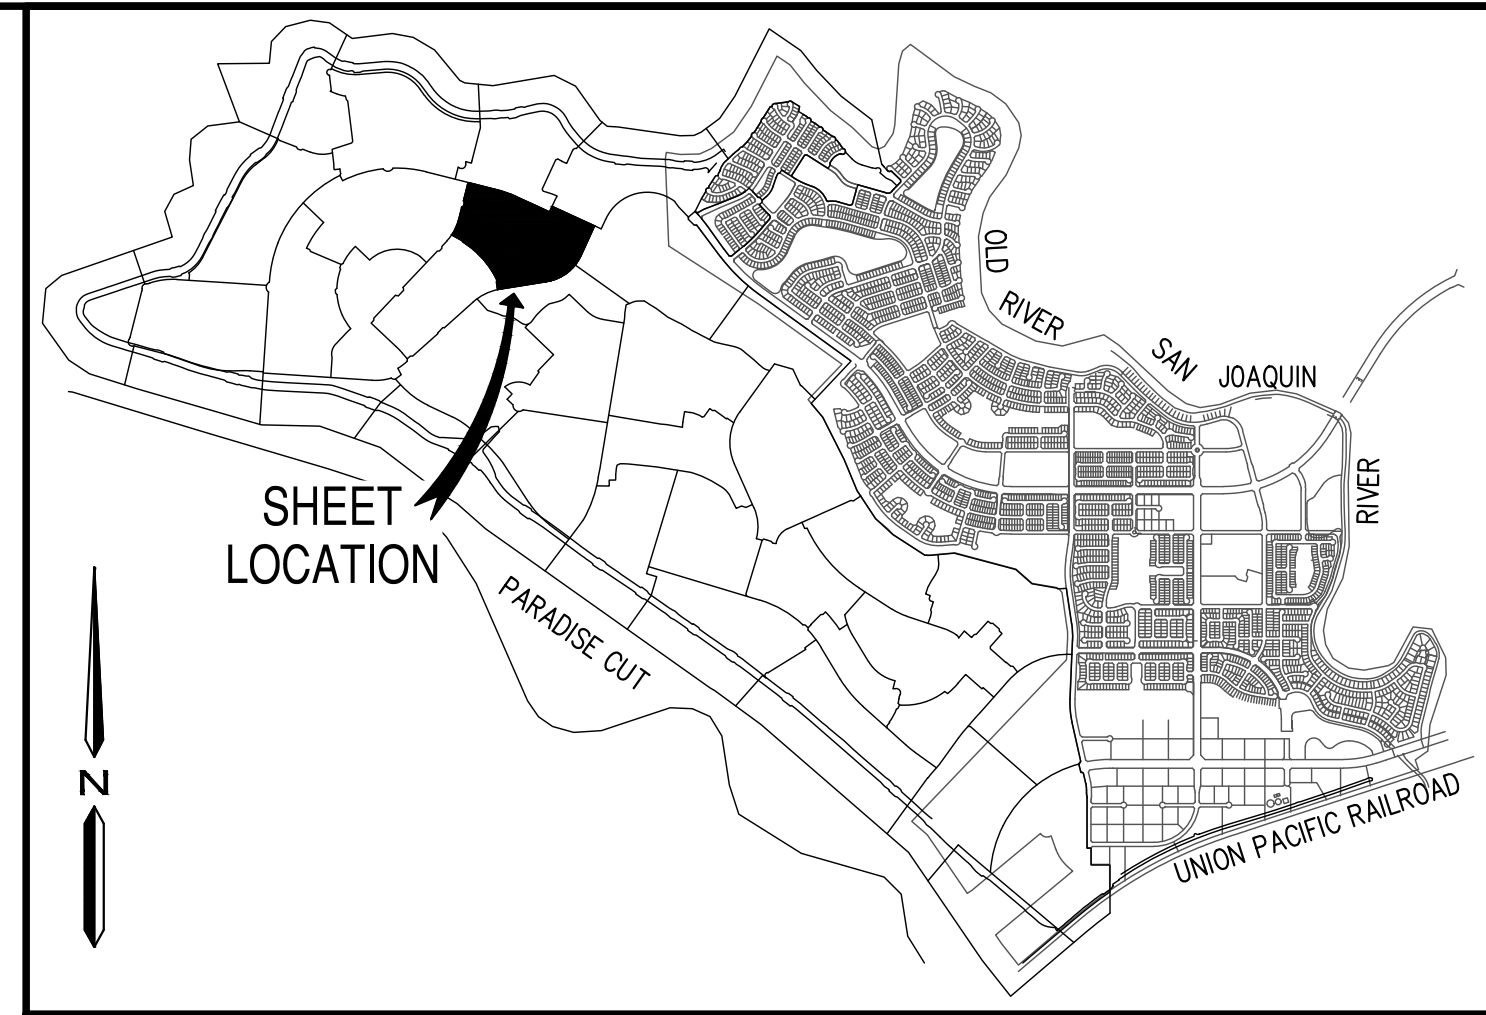 OLD
RIVER
SAN
JOAQUIN
RIVER
SHEET
LOCATION
PARADISE CUT
N
UNION PACIFIC RAILROAD